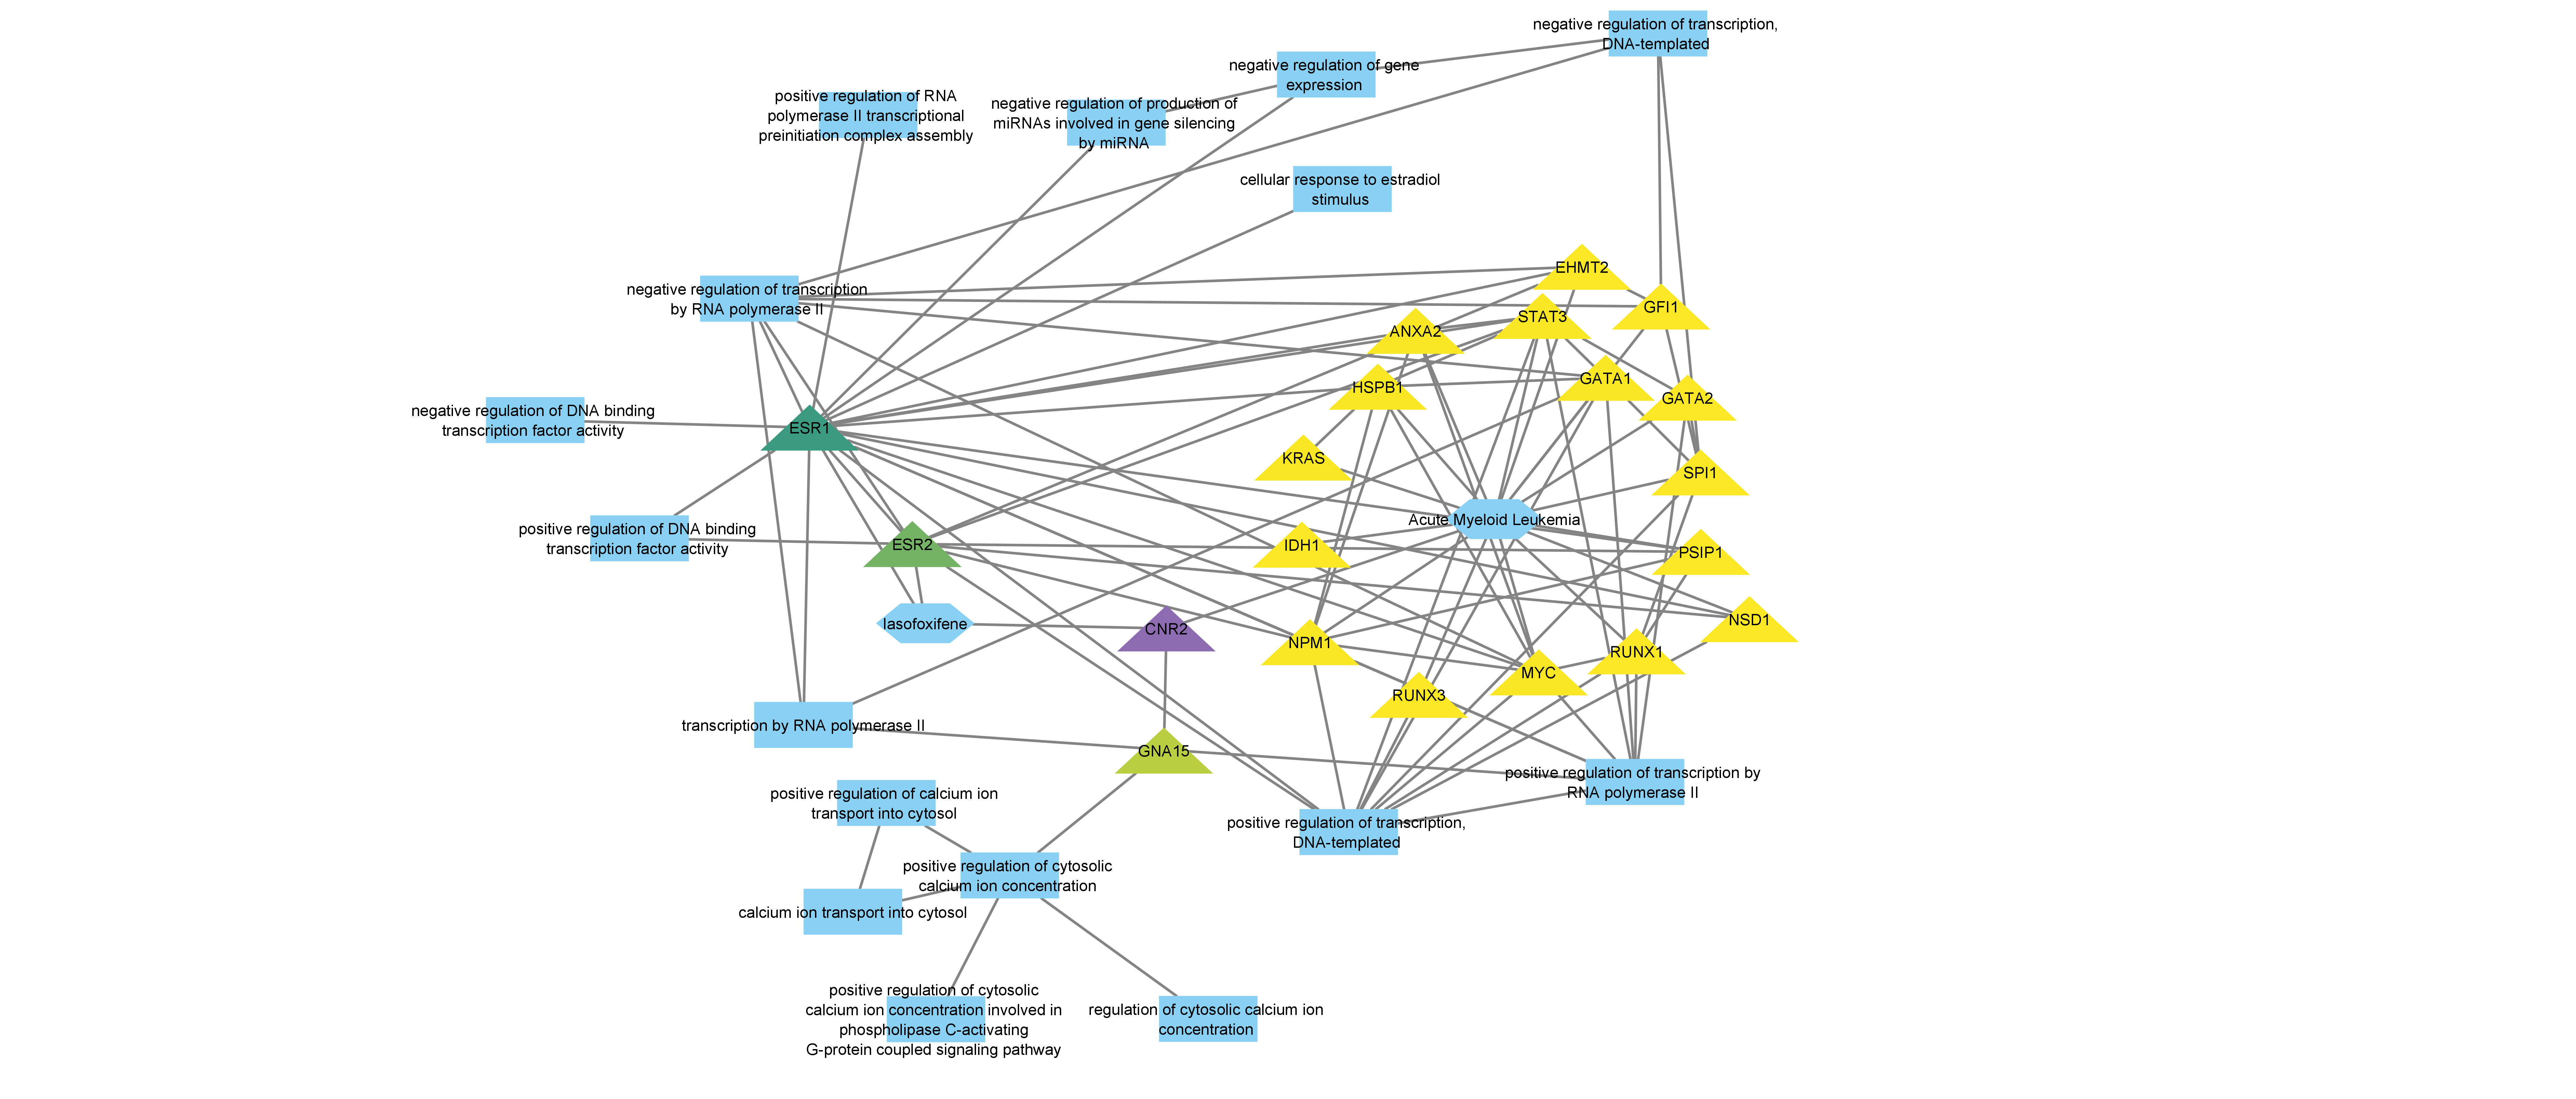 negative regulation of transcription,
DNA-templated
negative regulation of gene
expression
positive regulation of RNA
polymerase II transcriptional
preinitiation complex assembly
negative regulation of production of
miRNAs involved in gene silencing
by miRNA
cellular response to estradiol
stimulus
negative regulation of transcription
by RNA polymerase II
EHMT2
GFI1
STAT3
ANXA2
GATA1
HSPB1
GATA2
negative regulation of DNA binding
transcription factor activity
ESR1
KRAS
SPI1
Acute Myeloid Leukemia
positive regulation of DNA binding
transcription factor activity
ESR2
IDH1
PSIP1
lasofoxifene
CNR2
NSD1
NPM1
RUNX1
MYC
RUNX3
transcription by RNA polymerase II
GNA15
positive regulation of transcription by
RNA polymerase II
positive regulation of calcium ion
transport into cytosol
positive regulation of transcription,
DNA-templated
positive regulation of cytosolic
calcium ion concentration
calcium ion transport into cytosol
positive regulation of cytosolic
calcium ion concentration involved in
phospholipase C-activating
G-protein coupled signaling pathway
regulation of cytosolic calcium ion
concentration